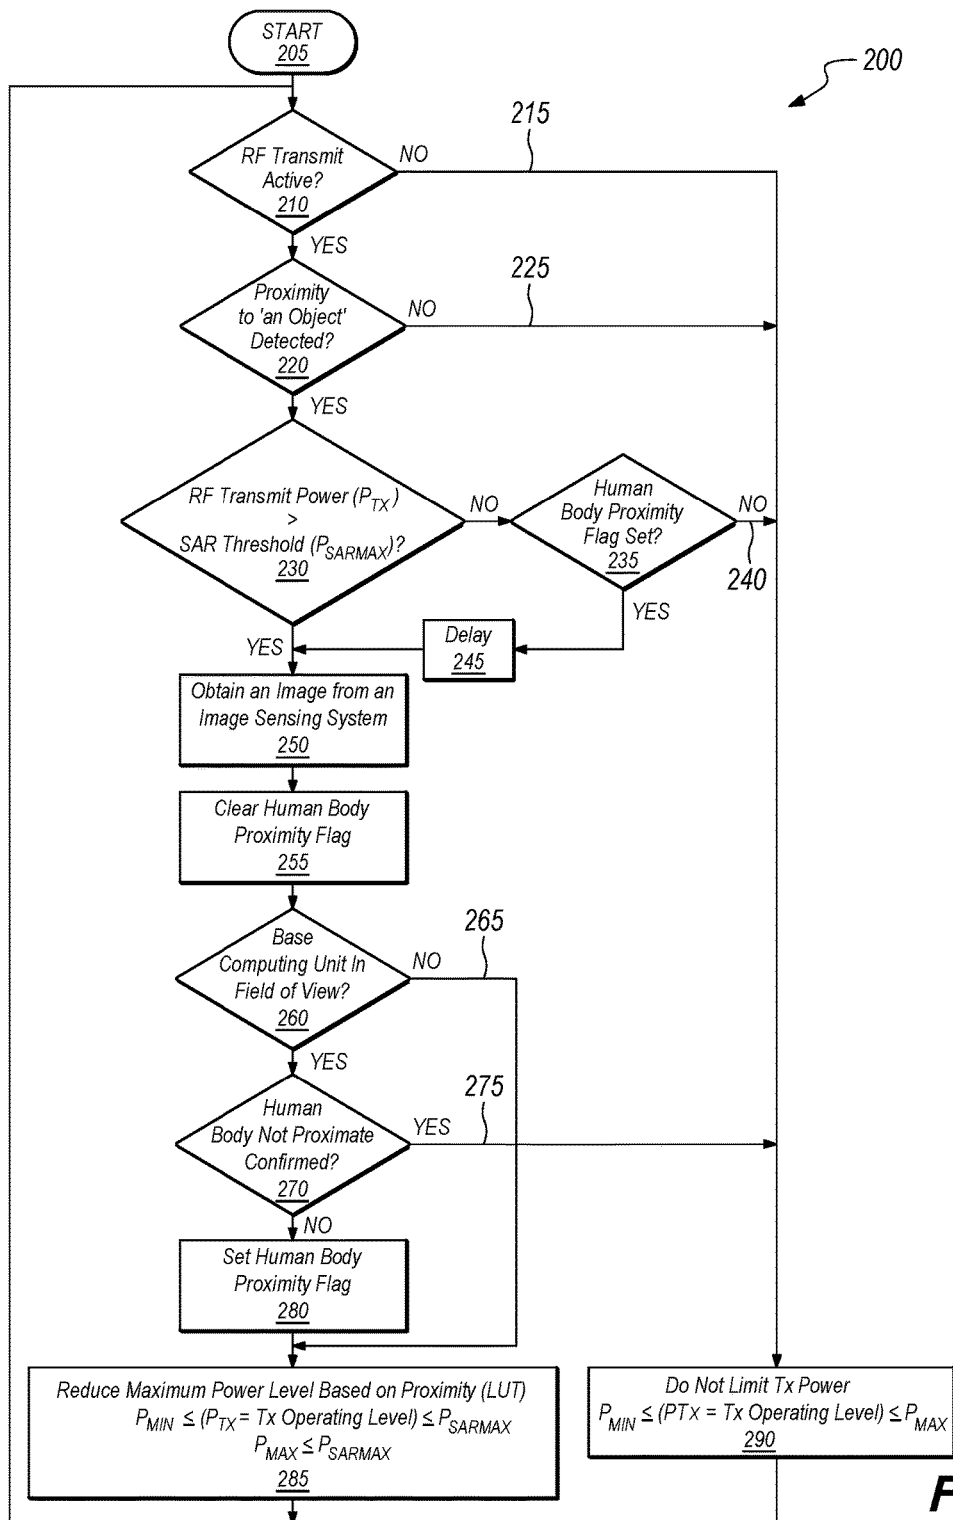 START
205
200
215
RF Transmit
Active?
210
NO
YES
225
Proximity
to 'an Object'
Detected?
220
NO
YES
RF Transmit Power (PTX)
>
SAR Threshold (PSARMAX)?
230
NO
Human
Body Proximity
Flag Set?
235
NO
240
YES
YES
Delay
245
Obtain an Image from an
Image Sensing System
250
Clear Human Body
Proximity Flag
255
265
Base
Computing Unit In
Field of View?
260
NO
YES
275
Human
Body Not Proximate
Confirmed?
270
YES
NO
Set Human Body
Proximity Flag
280
Reduce Maximum Power Level Based on Proximity (LUT)
PMIN ≤ (PTX = Tx Operating Level) ≤ PSARMAX
PMAX ≤ PSARMAX
285
Do Not Limit Tx Power
PMIN ≤ (PTX = Tx Operating Level) ≤ PMAX
290
F